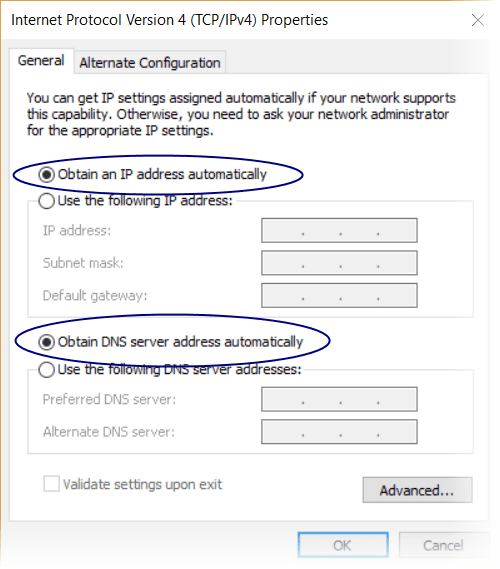 Internet Protocol Version 4 (TCP/IPv4) Properties
General
Alternate Configuration
You can get IP settings assigned automatically if your network supports
this capability. Otherwise, you need to ask your network administrator
for the appropriate IP settings.
Obtain an IP address automatically
Use the following IP address:
IP address:
Subnet mask:
Default gateway:
Obtain DNS server address automatically
Use the following DNS server addresses:
Preferred DNS server:
Alternate DNS server:
Validate settings upon exit
Advanced...
OK
Cancel